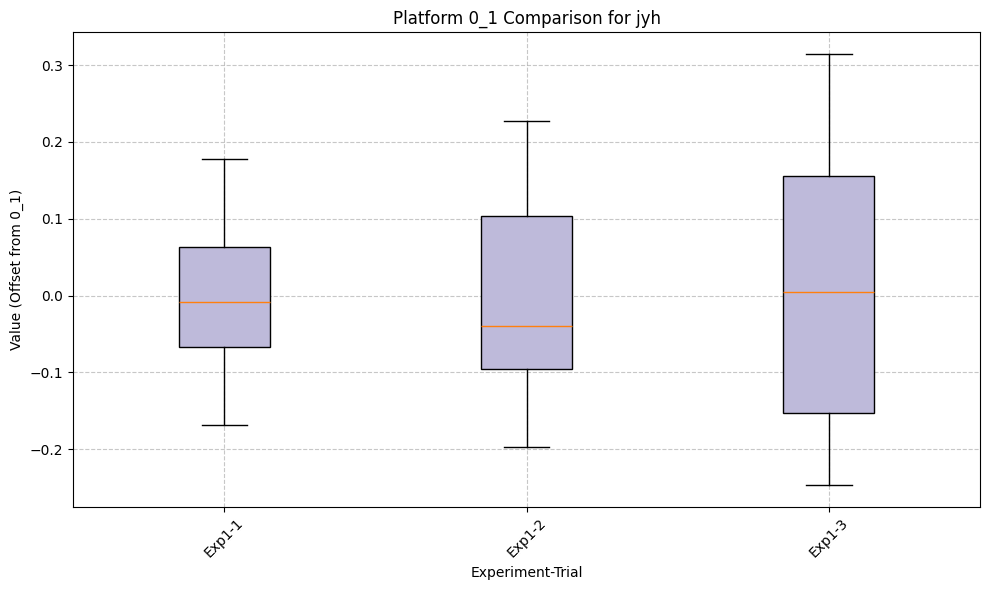 Platform 0_1 Comparison for jyh
Value (Offset from 0_1)
0.3
0.2
0.1
0.0
−0.1
−0.2
Exp1-1
Exp1-2
Exp1-3
Experiment-Trial